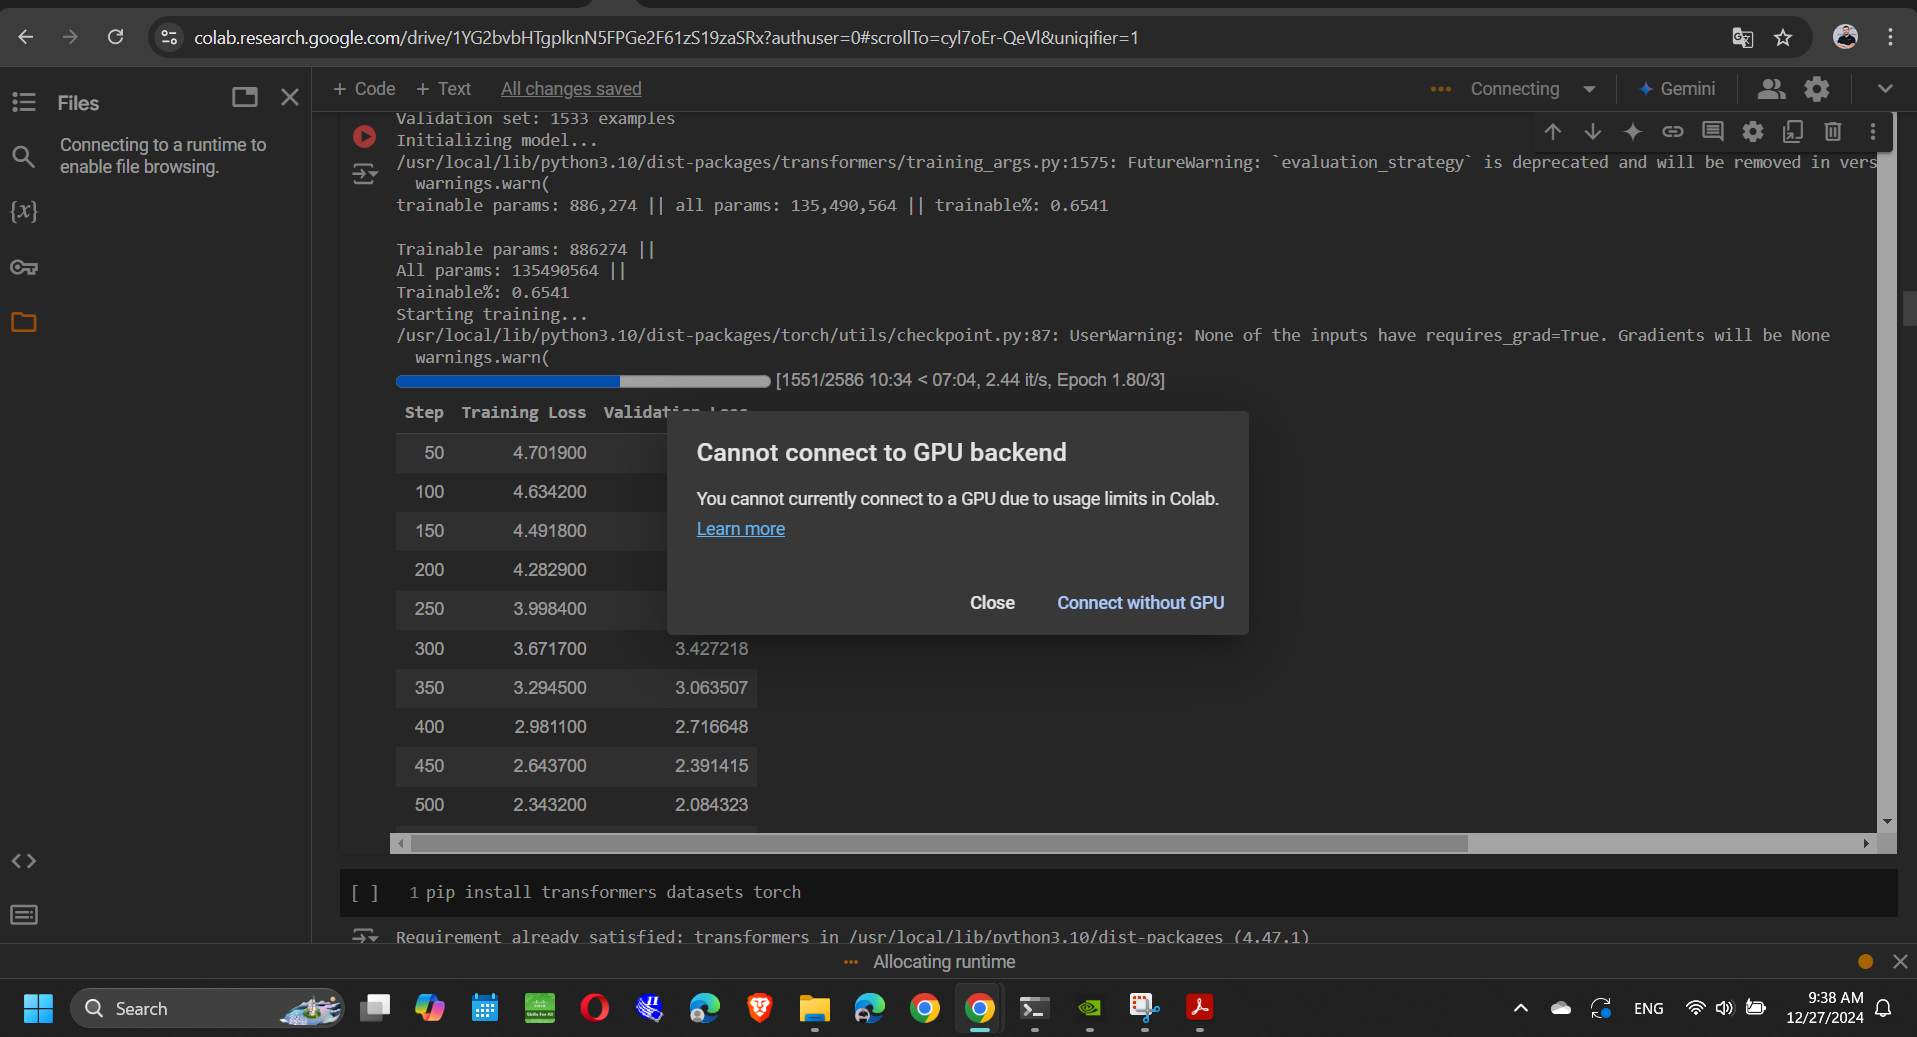 colab.research.google.com/drive/1YG2bvbHTgplknN5FPGe2F61zS19zaSRx?authuser=0#scrollTo=cyl7oEr-QeVl&uniqifier=1
Files
Connecting to a runtime to
enable file browsing.
+ Code + Text All changes saved
Connecting
Gemini
Validation set: 1533 examples
Initializing model...
/usr/local/lib/python3.10/dist-packages/transformers/training_args.py:1575: FutureWarning: `evaluation_strategy` is deprecated and will be removed in vers
warnings.warn(
trainable params: 886,274 || all params: 135,490,564 || trainable%: 0.6541
Trainable params: 886274 ||
All params: 135490564 ||
Trainable%: 0.6541
Starting training...
/usr/local/lib/python3.10/dist-packages/torch/utils/checkpoint.py:87: UserWarning: None of the inputs have requires_grad=True. Gradients will be None
warnings.warn(
[1551/2586 10:34 < 07:04, 2.44 it/s, Epoch 1.80/3]
Step Training Loss Validation Loss
50 4.701900
100 4.634200
150 4.491800
200 4.282900
250 3.998400
300 3.671700 3.427218
350 3.294500 3.063507
400 2.981100 2.716648
450 2.643700 2.391415
500 2.343200 2.084323
Cannot connect to GPU backend
You cannot currently connect to a GPU due to usage limits in Colab.
Learn more
Close Connect without GPU
[ ] 1 pip install transformers datasets torch
Requirement already satisfied: transformers in /usr/local/lib/python3.10/dist-packages (4.47.1)
Allocating runtime
Search
ENG
9:38 AM
12/27/2024